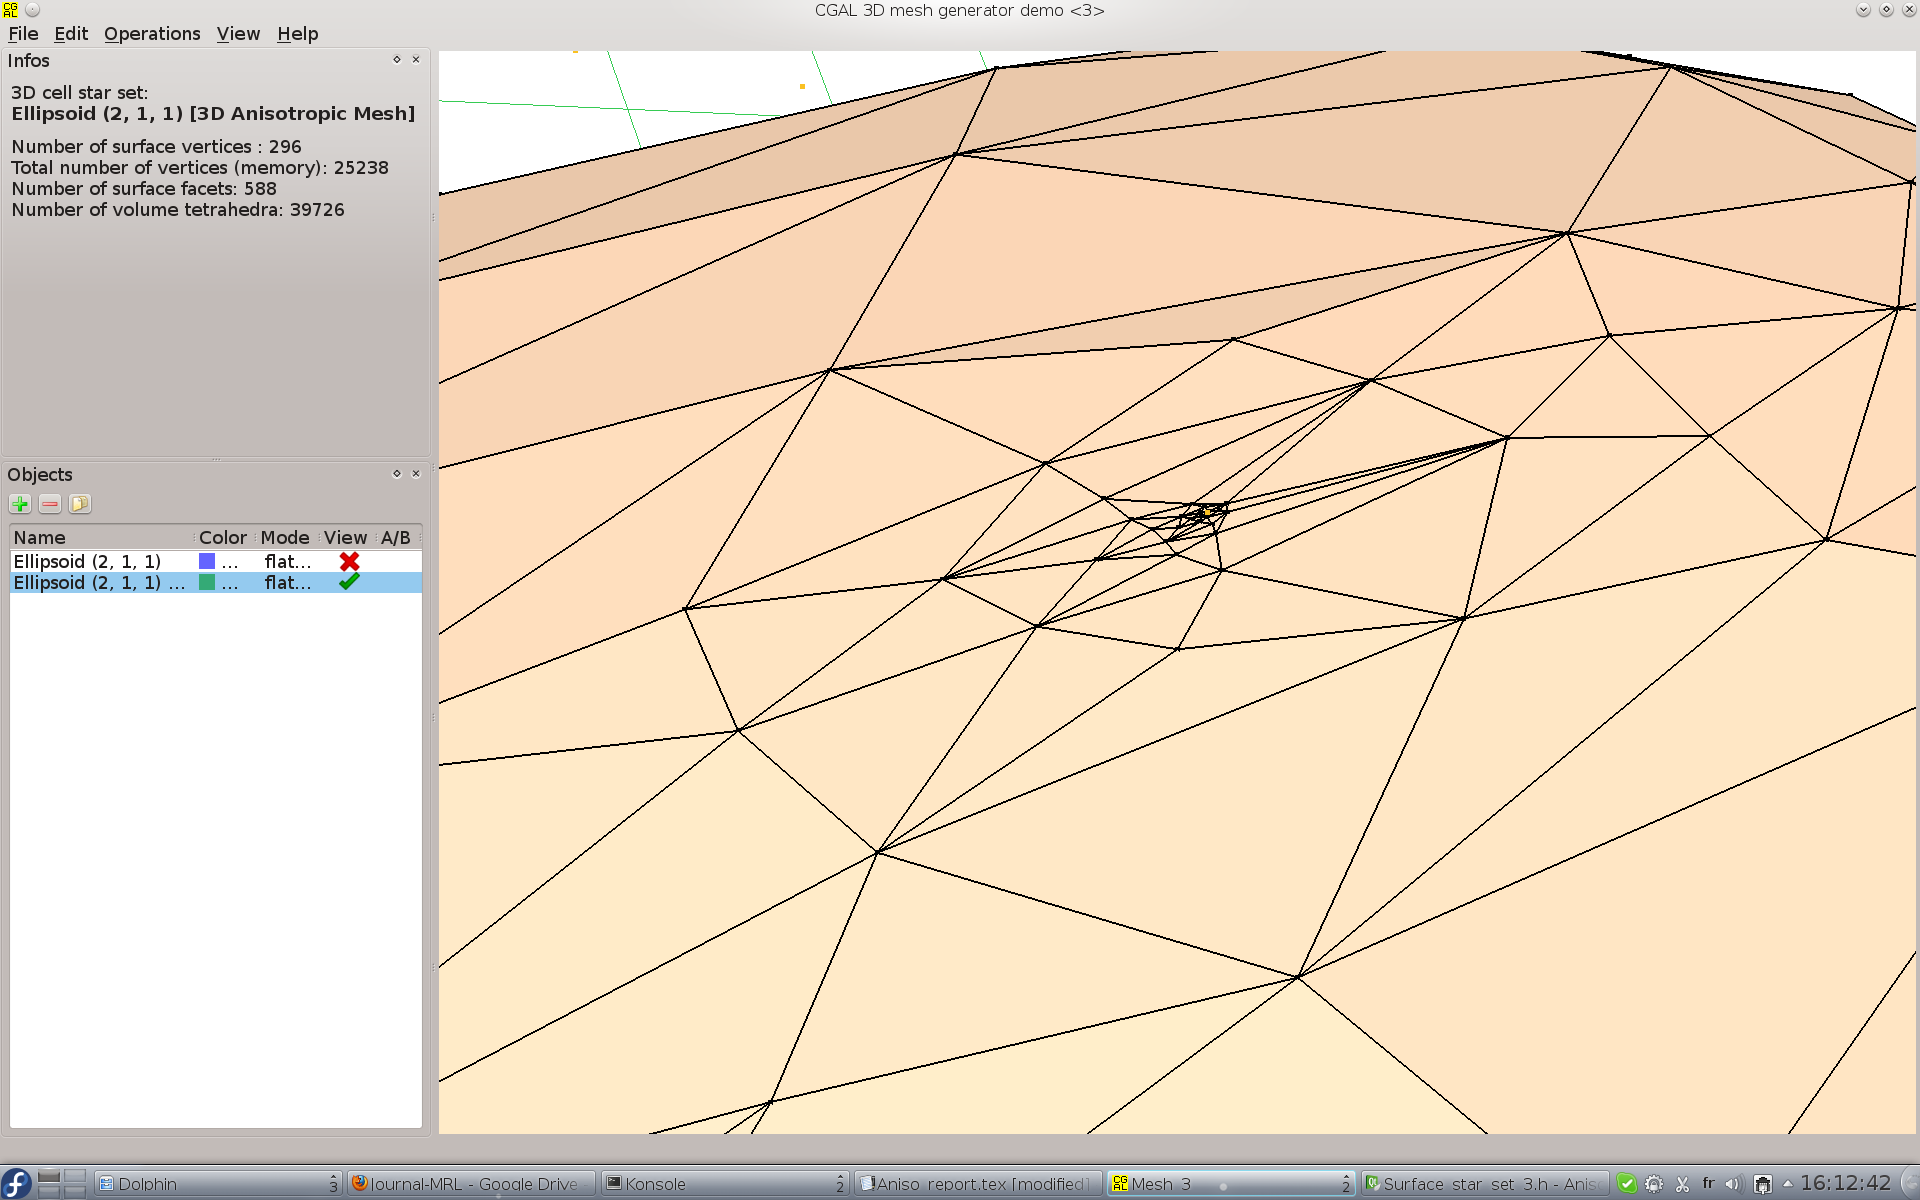 CGAL 3D mesh generator demo <3>
File Edit Operations View Help
Infos
3D cell star set:
Ellipsoid (2, 1, 1) [3D Anisotropic Mesh]
Number of surface vertices : 296
Total number of vertices (memory): 25238
Number of surface facets: 588
Number of volume tetrahedra: 39726
Objects
Name Color Mode View A/B
Ellipsoid (2, 1, 1) ... flat...
Ellipsoid (2, 1, 1) ... ... flat...
Dolphin 3 Journal-MRL - Google Drive Konsole 2 Aniso_report.tex [modified] CGAL Mesh_3 2 Surface_star_set_3.h - Anis fr 16:12:42